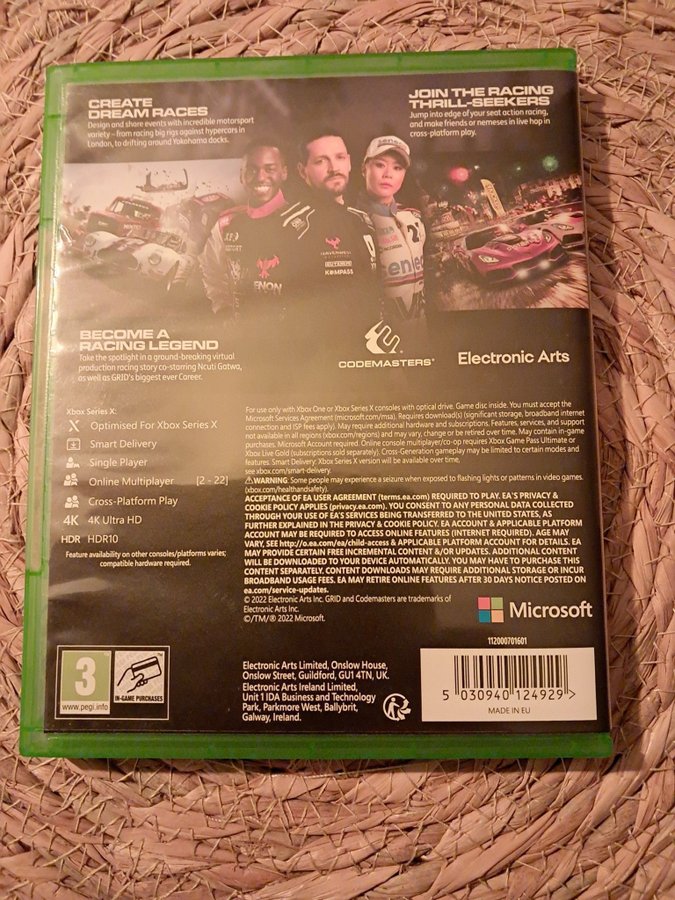 CREATE
DREAM RACES
Design and share events with incredible motorsport
variety – from racing big rigs against hypercars in
London, to drifting around Yokohama docks.
JOIN THE RACING
THRILL-SEEKERS
Jump into edge of your seat action racing,
and make friends or nemeses in live hop in
cross-platform play.
RAVENWEST
KOMPASS
XENON
BECOME A
RACING LEGEND
Take the spotlight in a ground-breaking virtual
production racing story co-starring Ncuti Gatwa,
as well as GRID's biggest ever Career.
CODEMASTERS®
Electronic Arts
Xbox Series X:
X Optimised For Xbox Series X
Smart Delivery
Single Player
Online Multiplayer [2 - 22]
Cross-Platform Play
4K 4K Ultra HD
HDR HDR10
Feature availability on other consoles/platforms varies;
compatible hardware required.
For use only with Xbox One or Xbox Series X consoles with optical drive. Game disc inside. You must accept the
Microsoft Services Agreement (microsoft.com/msa). Requires download(s) (significant storage, broadband internet
connection and ISP fees apply). May require additional hardware and subscriptions. Features, services, and support
not available in all regions (xbox.com/regions) and may vary, change or be retired over time. May contain in-game
purchases. Microsoft Account required. Online console multiplayer/co-op requires Xbox Game Pass Ultimate or
Xbox Live Gold (subscriptions sold separately). Cross-Generation gameplay may be limited to certain modes and
features. Smart Delivery: Xbox Series X version will be available over time,
see xbox.com/smart-delivery.
⚠WARNING: Some people may experience a seizure when exposed to flashing lights or patterns in video games.
(xbox.com/healthandsafety).
ACCEPTANCE OF EA USER AGREEMENT (terms.ea.com) REQUIRED TO PLAY. EA'S PRIVACY &
COOKIE POLICY APPLIES (privacy.ea.com). YOU CONSENT TO ANY PERSONAL DATA COLLECTED
THROUGH YOUR USE OF EA'S SERVICES BEING TRANSFERRED TO THE UNITED STATES, AS
FURTHER EXPLAINED IN THE PRIVACY & COOKIE POLICY. EA ACCOUNT & APPLICABLE PLATFORM
ACCOUNT MAY BE REQUIRED TO ACCESS ONLINE FEATURES (INTERNET REQUIRED). AGE MAY
VARY, SEE http://o.ea.com/ea/child-access & APPLICABLE PLATFORM ACCOUNT FOR DETAILS. EA
MAY PROVIDE CERTAIN FREE INCREMENTAL CONTENT &/OR UPDATES. ADDITIONAL CONTENT
WILL BE DOWNLOADED TO YOUR DEVICE AUTOMATICALLY. YOU MAY HAVE TO PURCHASE THIS
CONTENT SEPARATELY. CONTENT DOWNLOADS MAY REQUIRE ADDITIONAL STORAGE OR INCUR
BROADBAND USAGE FEES. EA MAY RETIRE ONLINE FEATURES AFTER 30 DAYS NOTICE POSTED ON
ea.com/service-updates.
© 2022 Electronic Arts Inc. GRID and Codemasters are trademarks of
Electronic Arts Inc.
©/TM/® 2022 Microsoft.
Microsoft
112000701601
3
www.pegi.info
IN-GAME PURCHASES
Electronic Arts Limited, Onslow House,
Onslow Street, Guildford, GU1 4TN, UK.
Electronic Arts Ireland Limited,
Unit 1 IDA Business and Technology
Park, Parkmore West, Ballybrit,
Galway, Ireland.
5 030940 124929 >
MADE IN EU